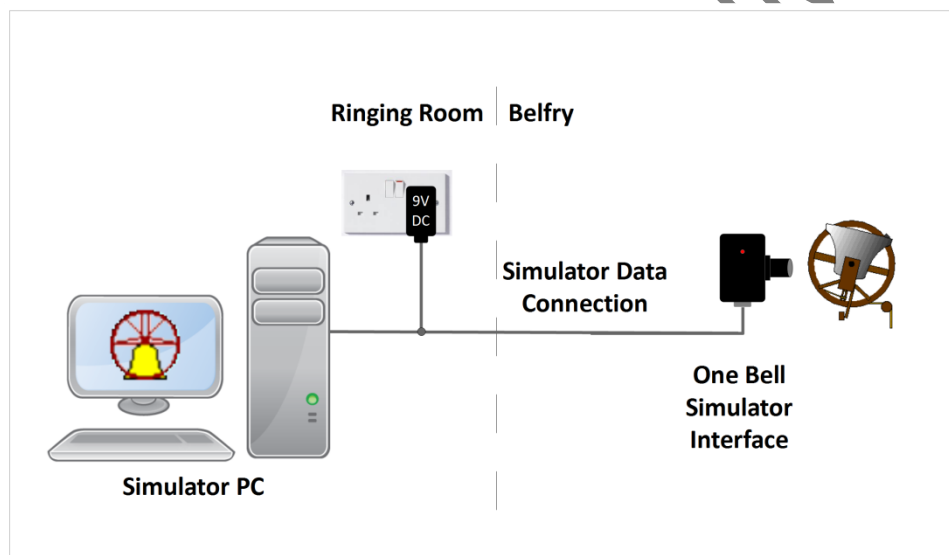 Ringing Room
Belfry
9V
DC
Simulator Data
Connection
One Bell
Simulator
Interface
Simulator PC